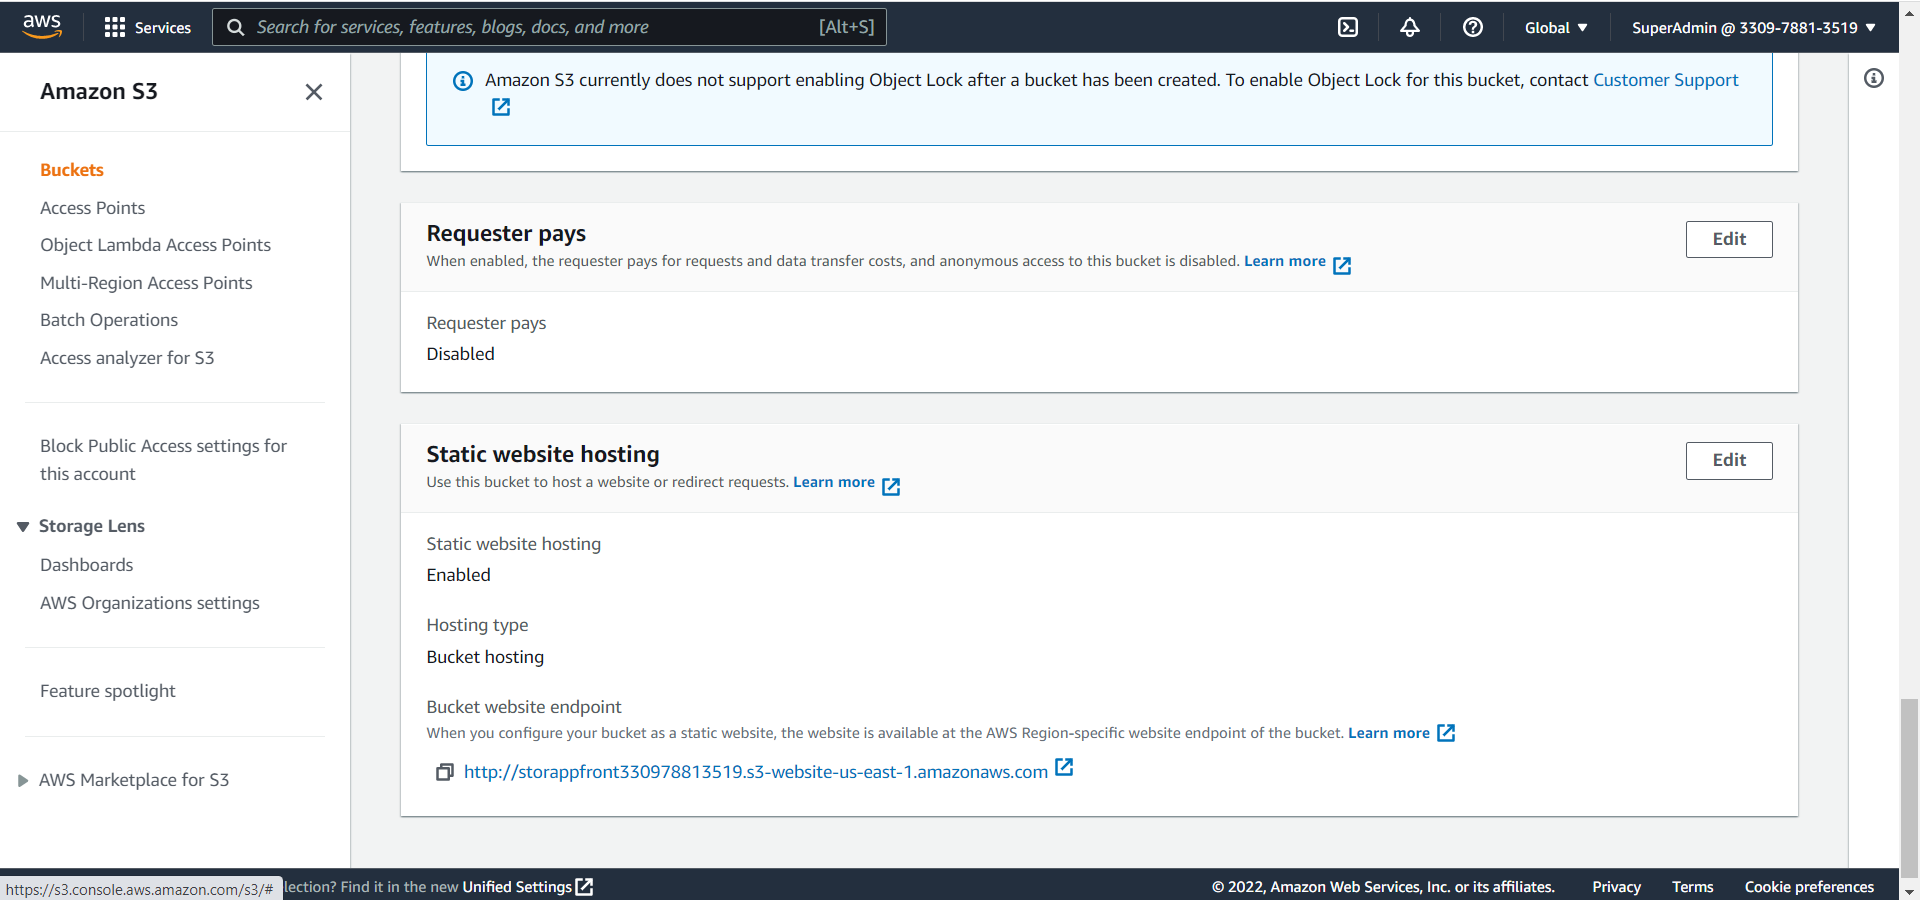 aws
Services
Search for services, features, blogs, docs, and more
[Alt+S]
Global
SuperAdmin @ 3309-7881-3519
Amazon S3
Buckets
Access Points
Object Lambda Access Points
Multi-Region Access Points
Batch Operations
Access analyzer for S3
Block Public Access settings for
this account
Storage Lens
Dashboards
AWS Organizations settings
Feature spotlight
AWS Marketplace for S3
Amazon S3 currently does not support enabling Object Lock after a bucket has been created. To enable Object Lock for this bucket, contact Customer Support
Requester pays
Edit
When enabled, the requester pays for requests and data transfer costs, and anonymous access to this bucket is disabled. Learn more
Requester pays
Disabled
Static website hosting
Edit
Use this bucket to host a website or redirect requests. Learn more
Static website hosting
Enabled
Hosting type
Bucket hosting
Bucket website endpoint
When you configure your bucket as a static website, the website is available at the AWS Region-specific website endpoint of the bucket. Learn more
http://storappfront330978813519.s3-website-us-east-1.amazonaws.com
https://s3.console.aws.amazon.com/s3/#
lection? Find it in the new Unified Settings
© 2022, Amazon Web Services, Inc. or its affiliates.
Privacy
Terms
Cookie preferences